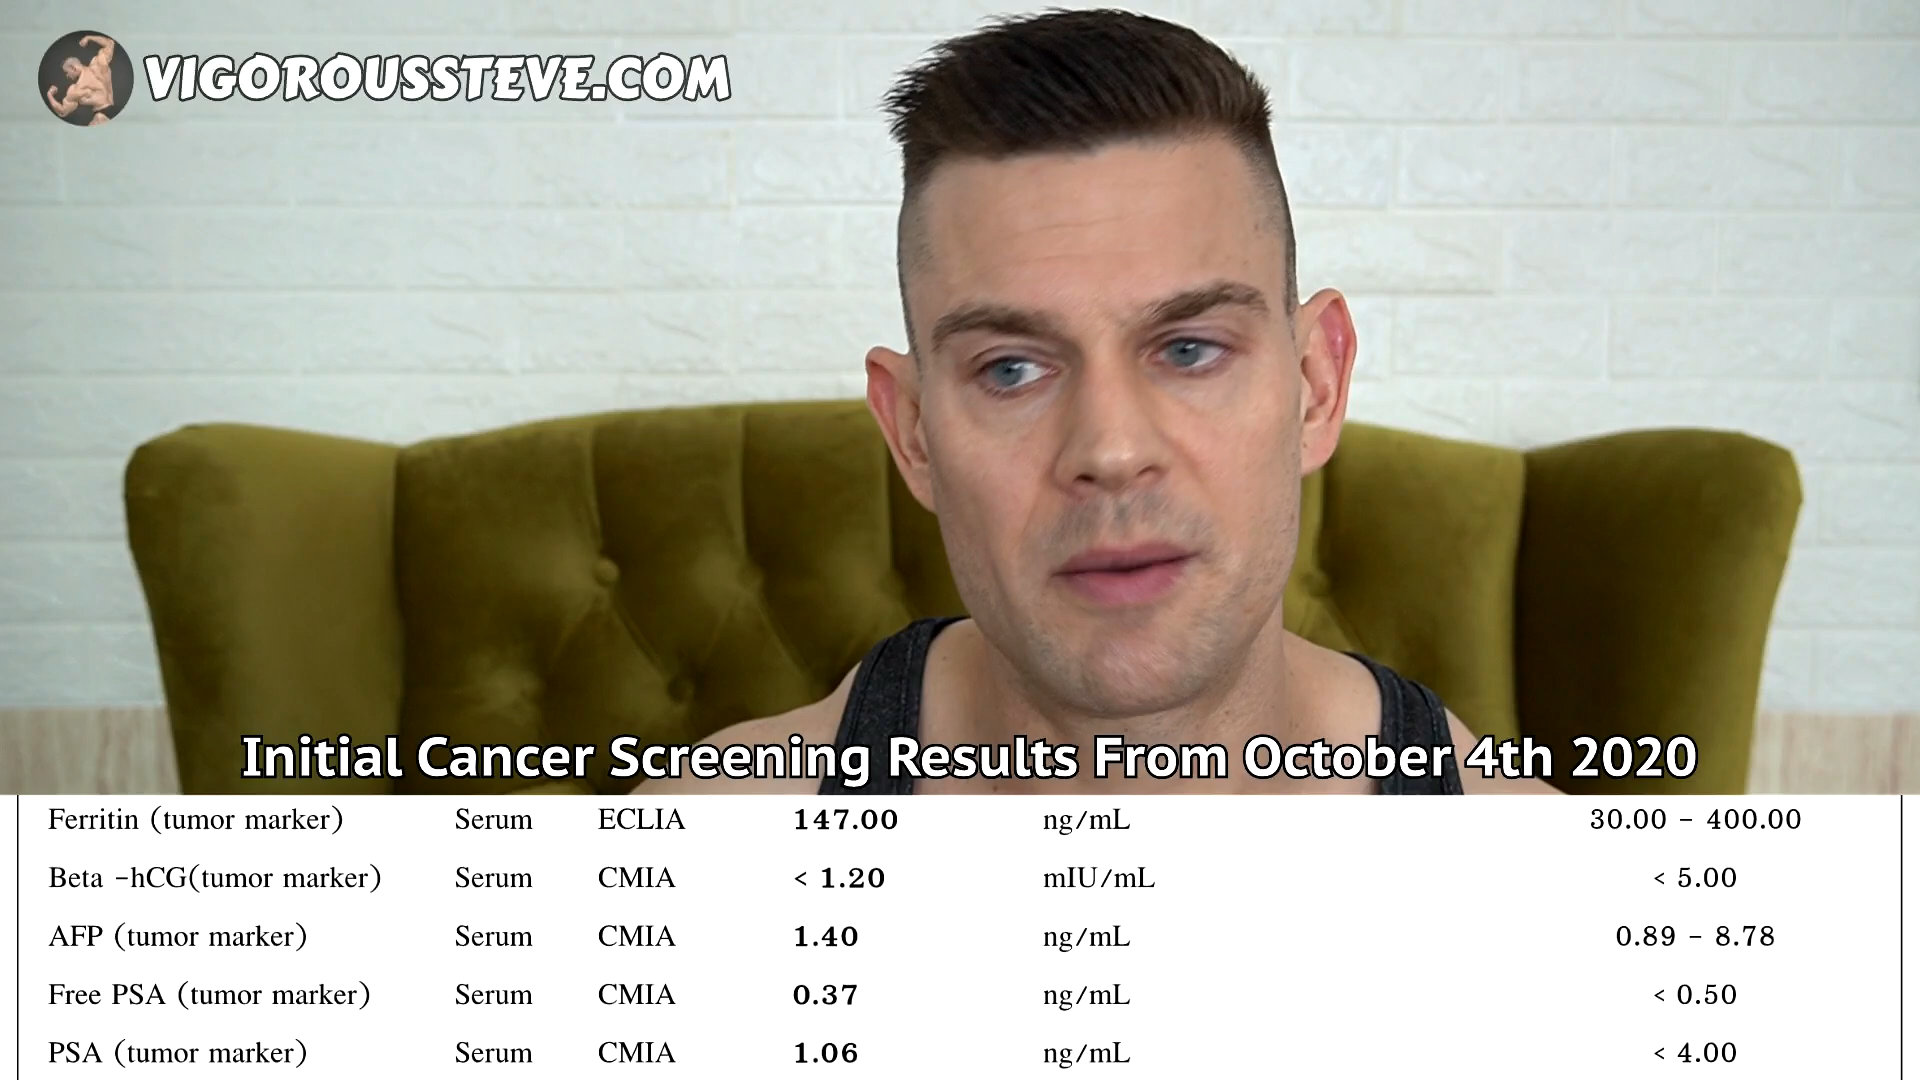 VIGOROUSSTEVE.COM
Initial Cancer Screening Results From October 4th 2020
Ferritin (tumor marker) Serum ECLIA 147.00 ng/mL 30.00 – 400.00
Beta –hCG(tumor marker) Serum CMIA < 1.20 mIU/mL < 5.00
AFP (tumor marker) Serum CMIA 1.40 ng/mL 0.89 – 8.78
Free PSA (tumor marker) Serum CMIA 0.37 ng/mL < 0.50
PSA (tumor marker) Serum CMIA 1.06 ng/mL < 4.00